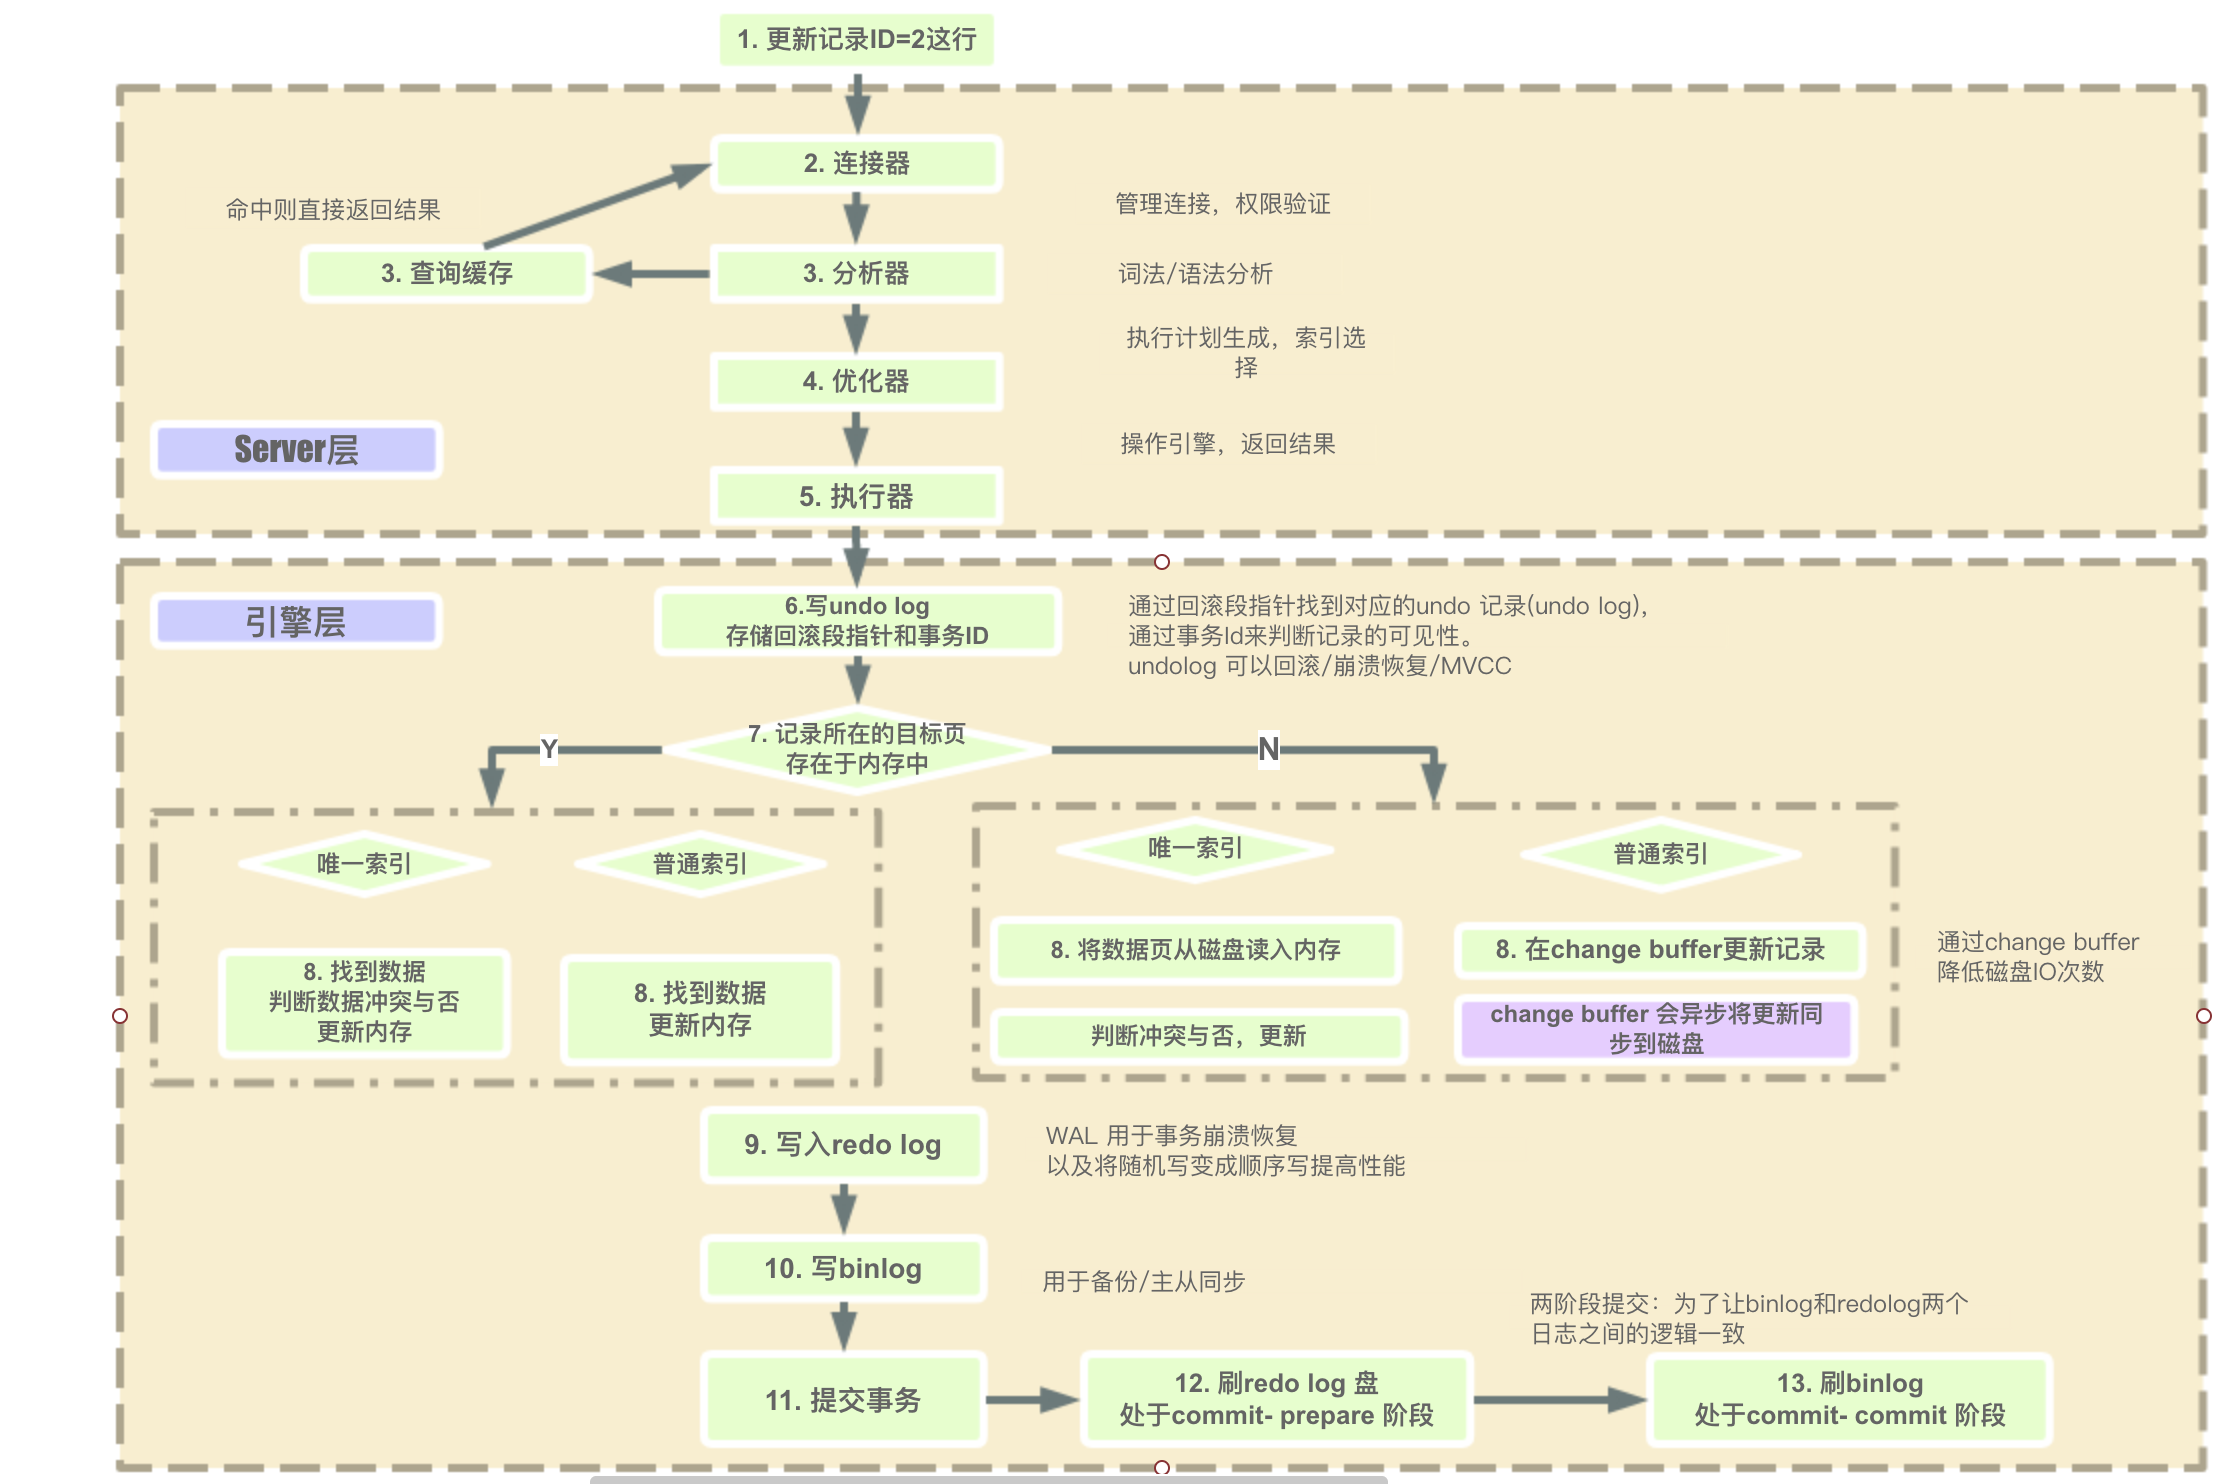 1. 更新记录ID=2这行
2. 连接器
命中则直接返回结果
管理连接，权限验证
3. 查询缓存
3. 分析器
词法/语法分析
执行计划生成，索引选
择
4. 优化器
Server层
操作引擎，返回结果
5. 执行器
引擎层
6.写undo log
存储回滚段指针和事务ID
通过回滚段指针找到对应的undo 记录(undo log)，
通过事务Id来判断记录的可见性。
undolog 可以回滚/崩溃恢复/MVCC
7. 记录所在的目标页
存在于内存中
Y
N
唯一索引
普通索引
唯一索引
普通索引
8. 找到数据
判断数据冲突与否
更新内存
8. 找到数据
更新内存
8. 将数据页从磁盘读入内存
判断冲突与否，更新
8. 在change buffer更新记录
change buffer 会异步将更新同
步到磁盘
通过change buffer
降低磁盘IO次数
9. 写入redo log
WAL 用于事务崩溃恢复
以及将随机写变成顺序写提高性能
10. 写binlog
用于备份/主从同步
两阶段提交：为了让binlog和redolog两个
日志之间的逻辑一致
11. 提交事务
12. 刷redo log 盘
处于commit- prepare 阶段
13. 刷binlog
处于commit- commit 阶段